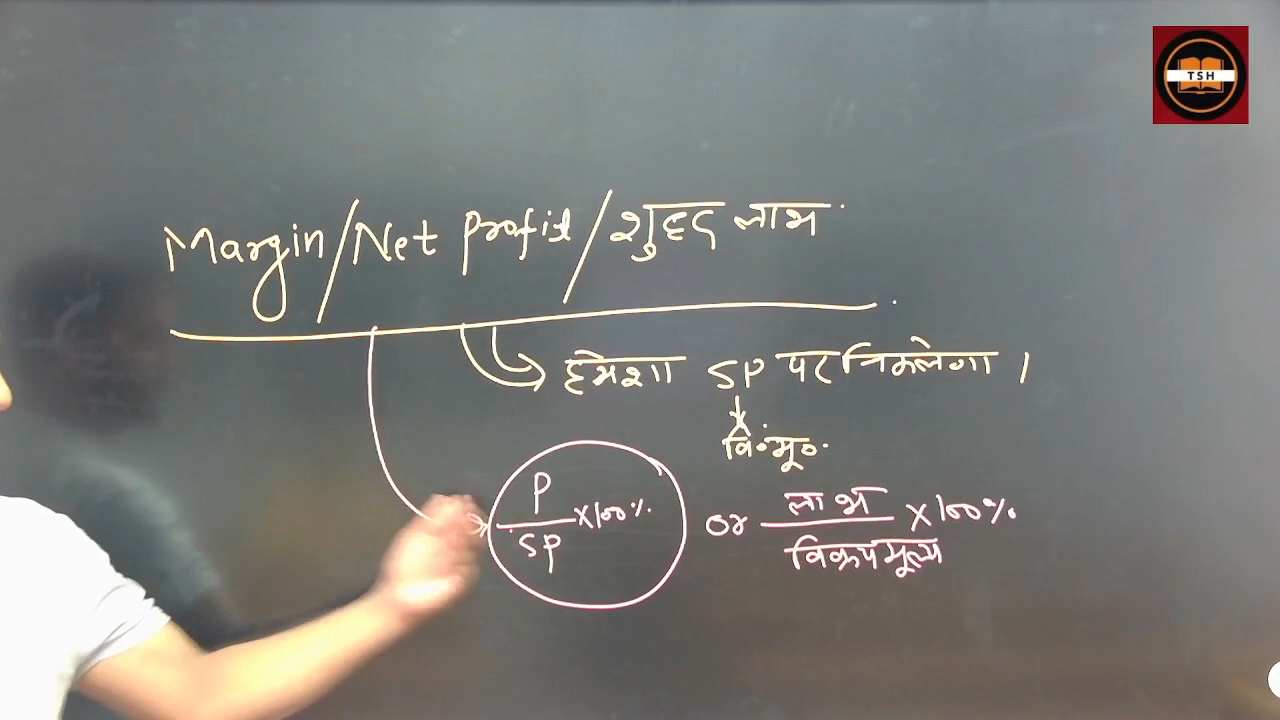 TSH
Margin/Net profit/शुद्ध लाभ
हमेशा SP पर निकलेगा।
वि॰मू॰
P/SP ×100% or लाभ/विक्रयमूल्य ×100%